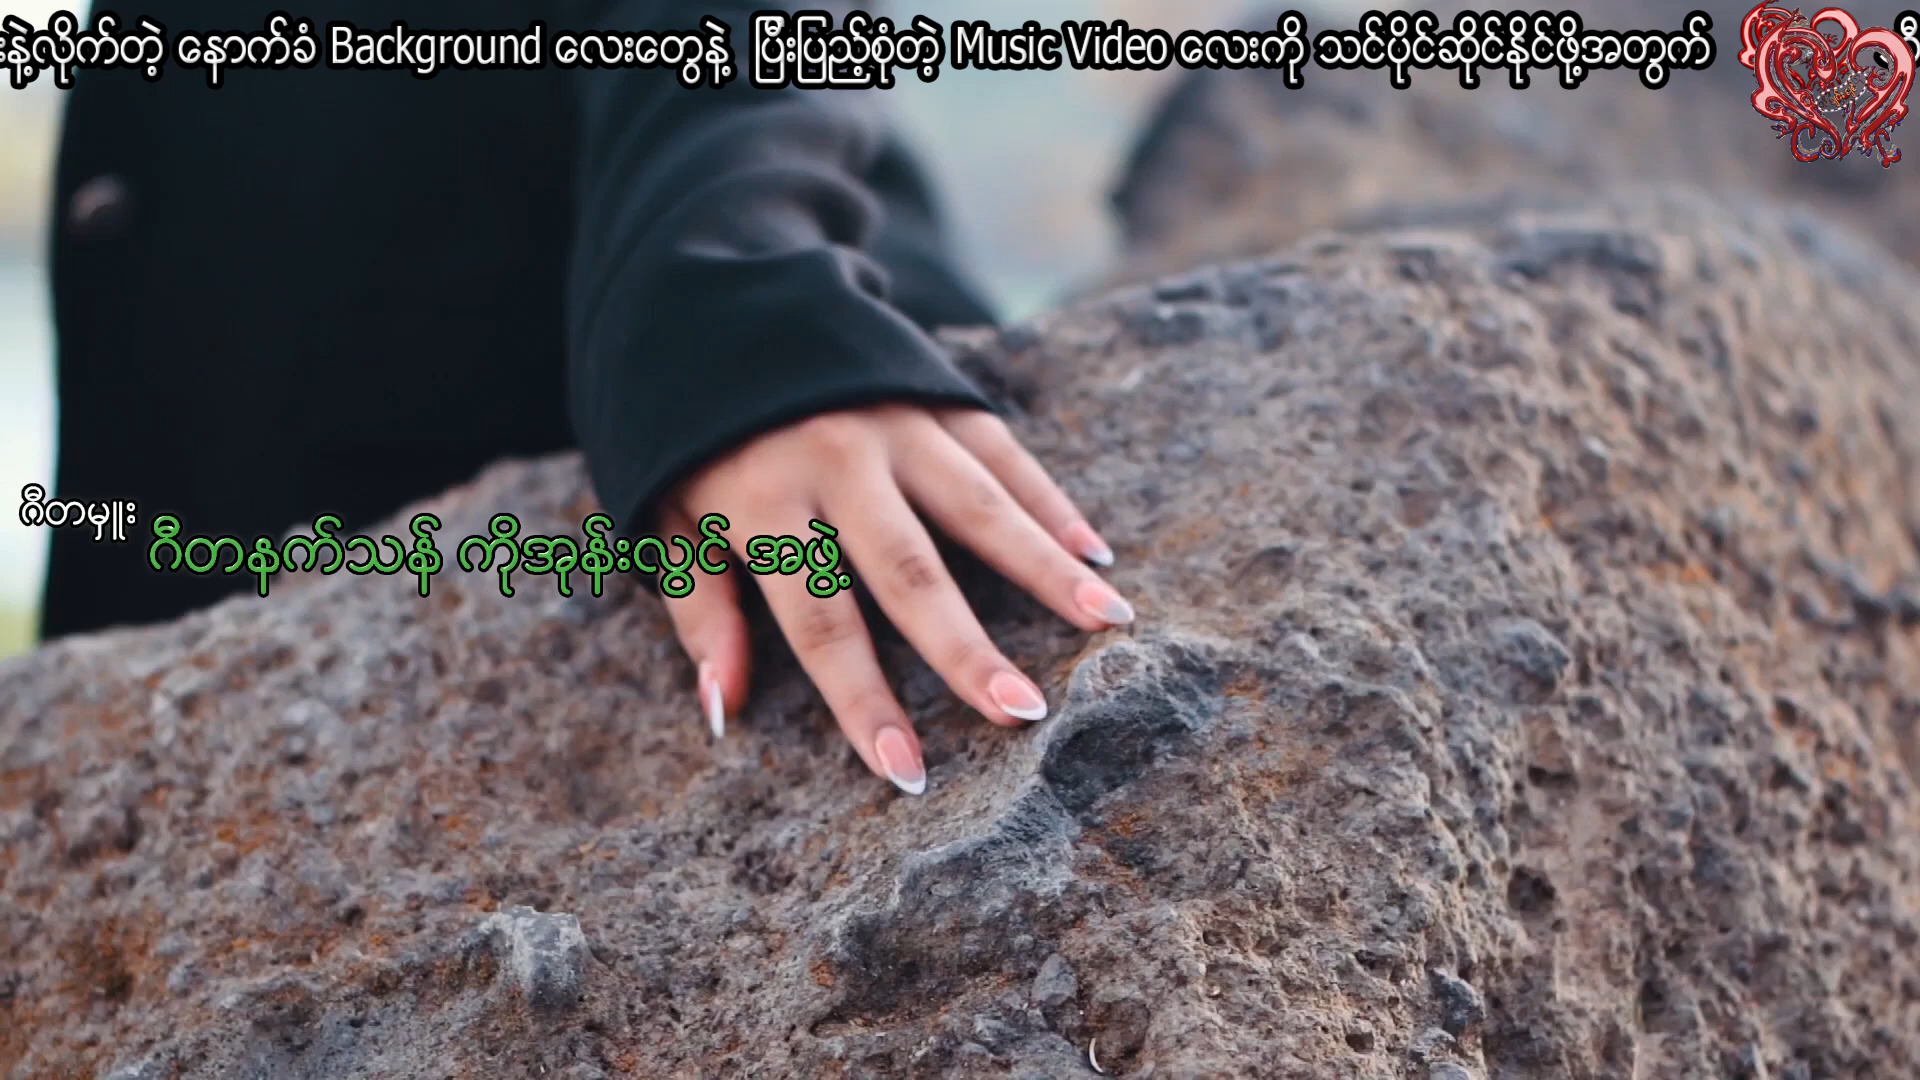 းနဲ့လိုက်တဲ့ နောက်ခံ Background လေးတွေနဲ့ ပြီးပြည့်စုံတဲ့ Music Video လေးကို သင်ပိုင်ဆိုင်နိုင်ဖို့အတွက်
ဂီတမှူး
ဂီတနက်သန် ကိုအုန်းလွင် အဖွဲ့